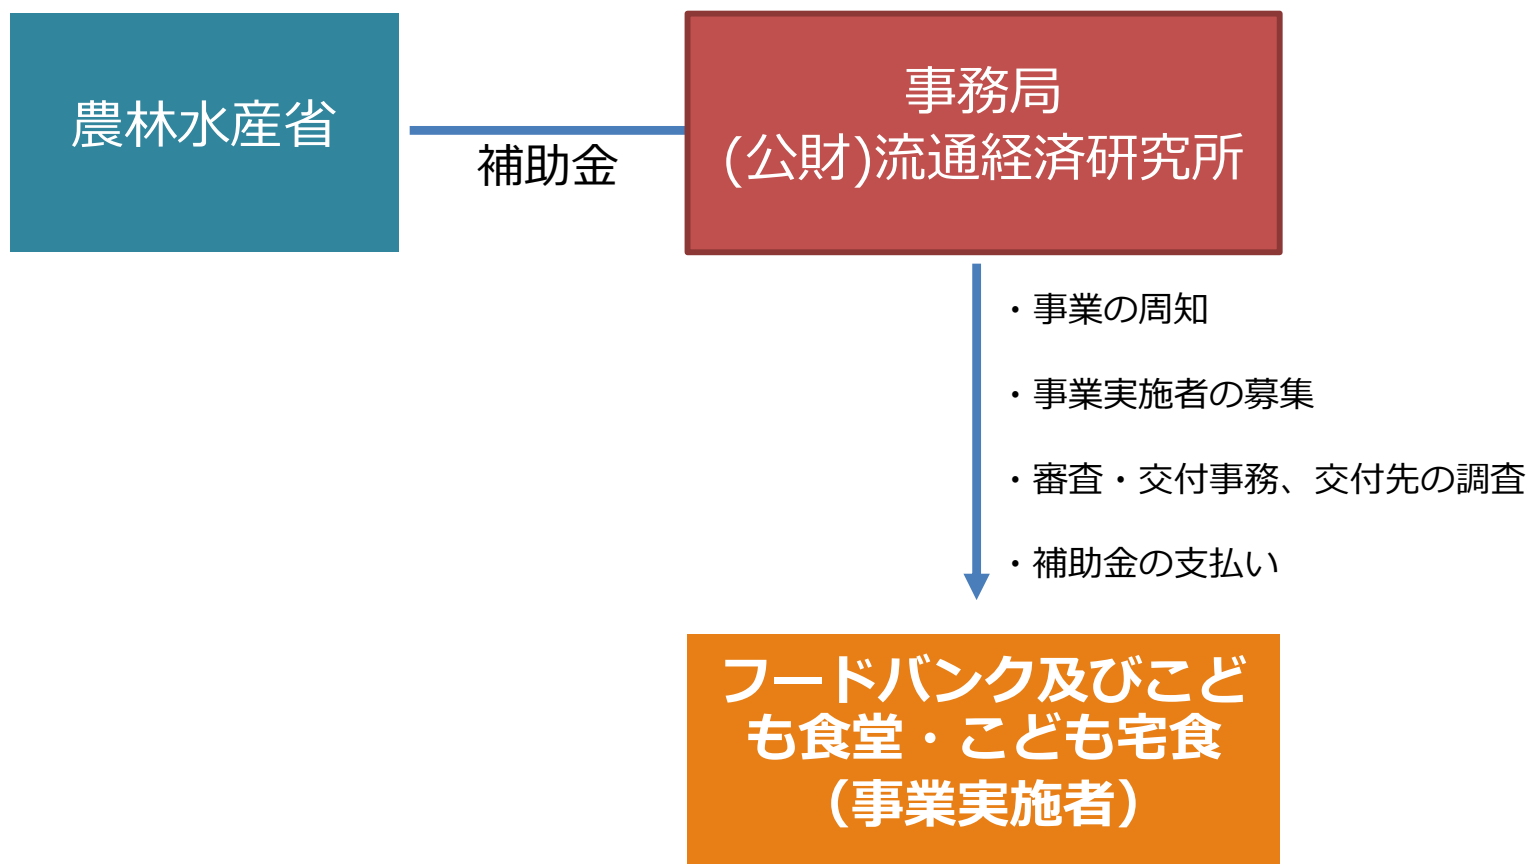 農林水産省
補助金
事務局
(公財)流通経済研究所
・事業の周知
・事業実施者の募集
・審査・交付事務、交付先の調査
・補助金の支払い
フードバンク及びこど
も食堂・こども宅食
（事業実施者）